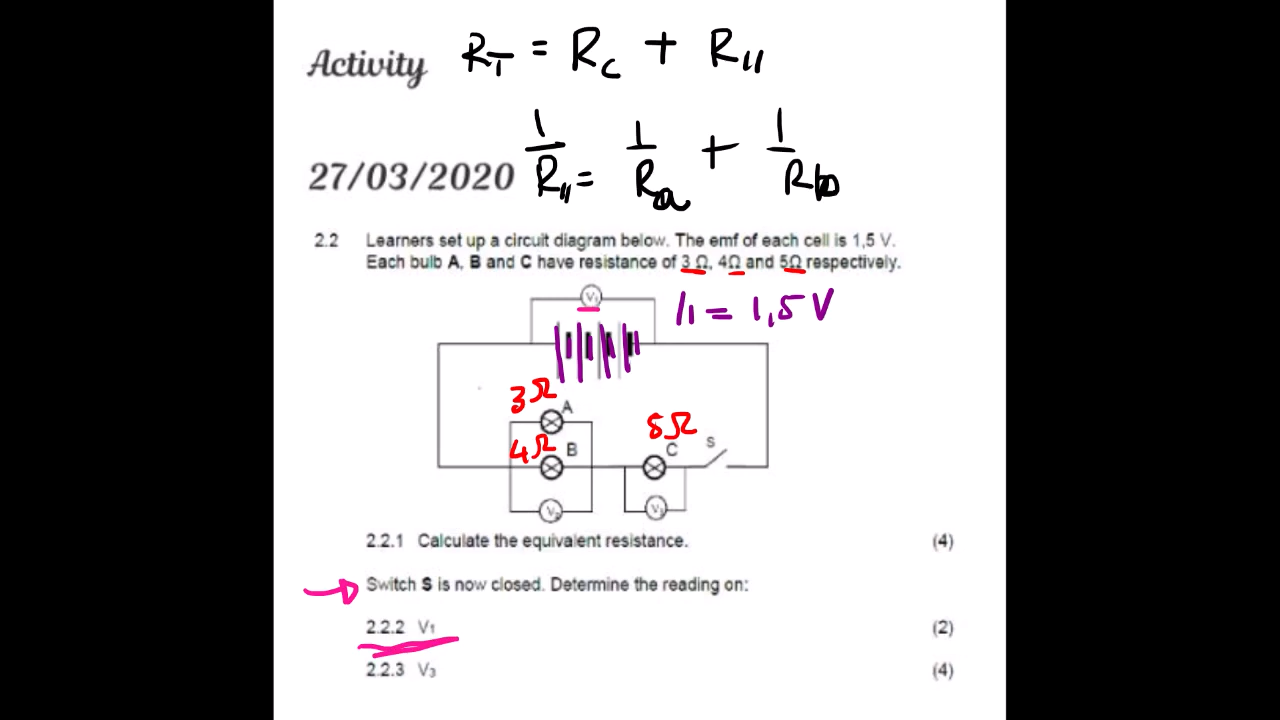 Activity R_T = R_C + R_//
1/R_// = 1/R_a + 1/R_b
27/03/2020
2.2 Learners set up a circuit diagram below. The emf of each cell is 1,5 V.
Each bulb A, B and C have resistance of 3 Ω, 4Ω and 5Ω respectively.
V₁
// = 1,5 V
3Ω
A
4Ω B
5Ω
C
S
V₂
V₃
2.2.1 Calculate the equivalent resistance. (4)
Switch S is now closed. Determine the reading on:
2.2.2 V₁ (2)
2.2.3 V₃ (4)